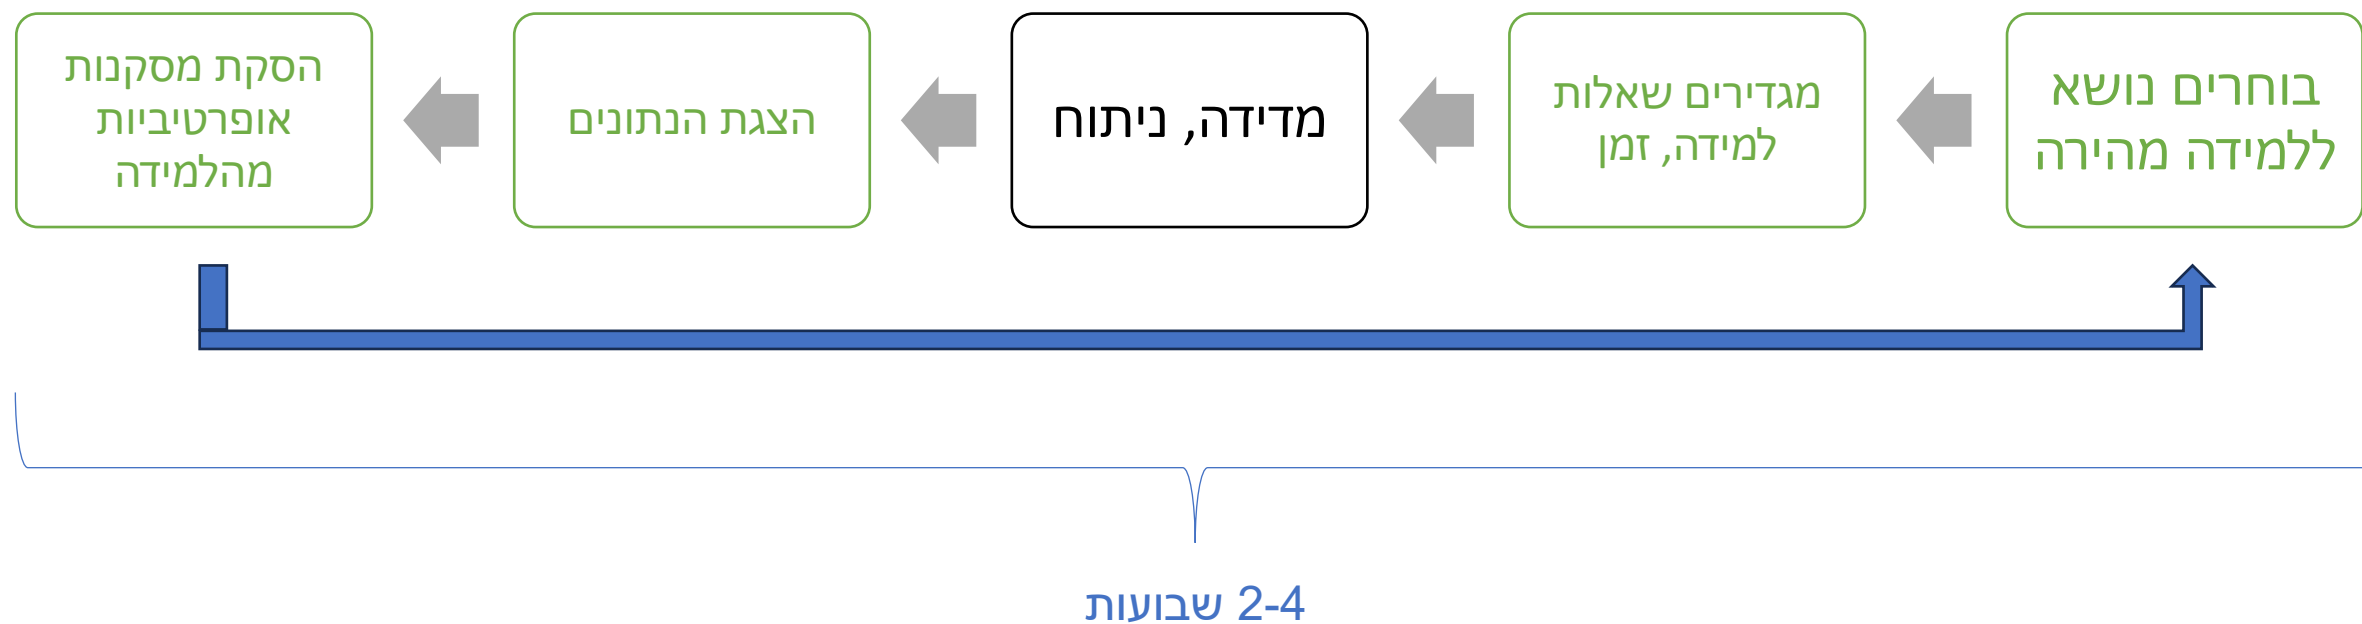 בוחרים נושא
ללמידה מהירה
מגדירים שאלות
למידה, זמן
מדידה, ניתוח
הצגת הנתונים
הסקת מסקנות
אופרטיביות
מהלמידה
2-4 שבועות